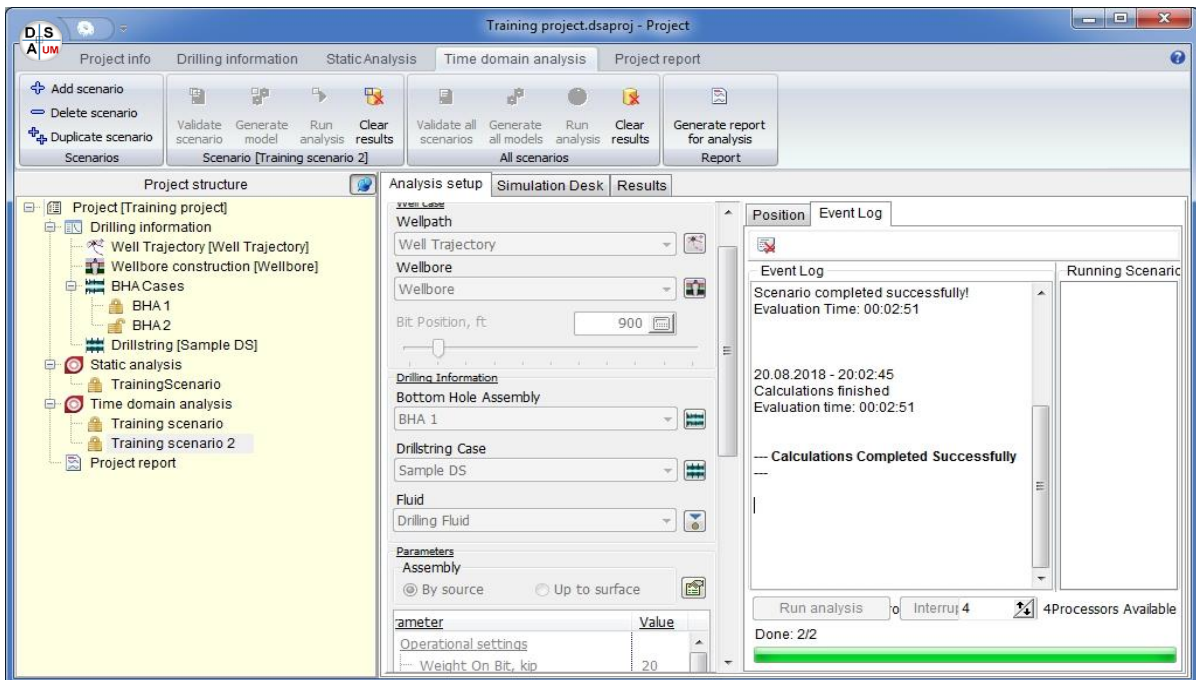 Training project.dsaproj - Project
D S
A UM
Project info
Drilling information
Static Analysis
Time domain analysis
Project report
Add scenario
Delete scenario
Duplicate scenario
Scenarios
Validate scenario
Generate model
Run analysis
Clear results
Scenario [Training scenario 2]
Validate all scenarios
Generate all models
Run analysis
Clear results
All scenarios
Generate report for analysis
Report
Project structure
Project [Training project]
Drilling information
Well Trajectory [Well Trajectory]
Wellbore construction [Wellbore]
BHA Cases
BHA 1
BHA 2
Drillstring [Sample DS]
Static analysis
TrainingScenario
Time domain analysis
Training scenario
Training scenario 2
Project report
Analysis setup
Simulation Desk
Results
Well Case
Wellpath
Well Trajectory
Wellbore
Wellbore
Bit Position, ft 900
Drilling Information
Bottom Hole Assembly
BHA 1
Drillstring Case
Sample DS
Fluid
Drilling Fluid
Parameters
Assembly
By source
Up to surface
ameter Value
Operational settings
Weight On Bit, kip 20
Position
Event Log
Event Log
Scenario completed successfully!
Evaluation Time: 00:02:51
20.08.2018 - 20:02:45
Calculations finished
Evaluation time: 00:02:51
--- Calculations Completed Successfully
---
Running Scenaric
Run analysis
Interru
4
4Processors Available
Done: 2/2